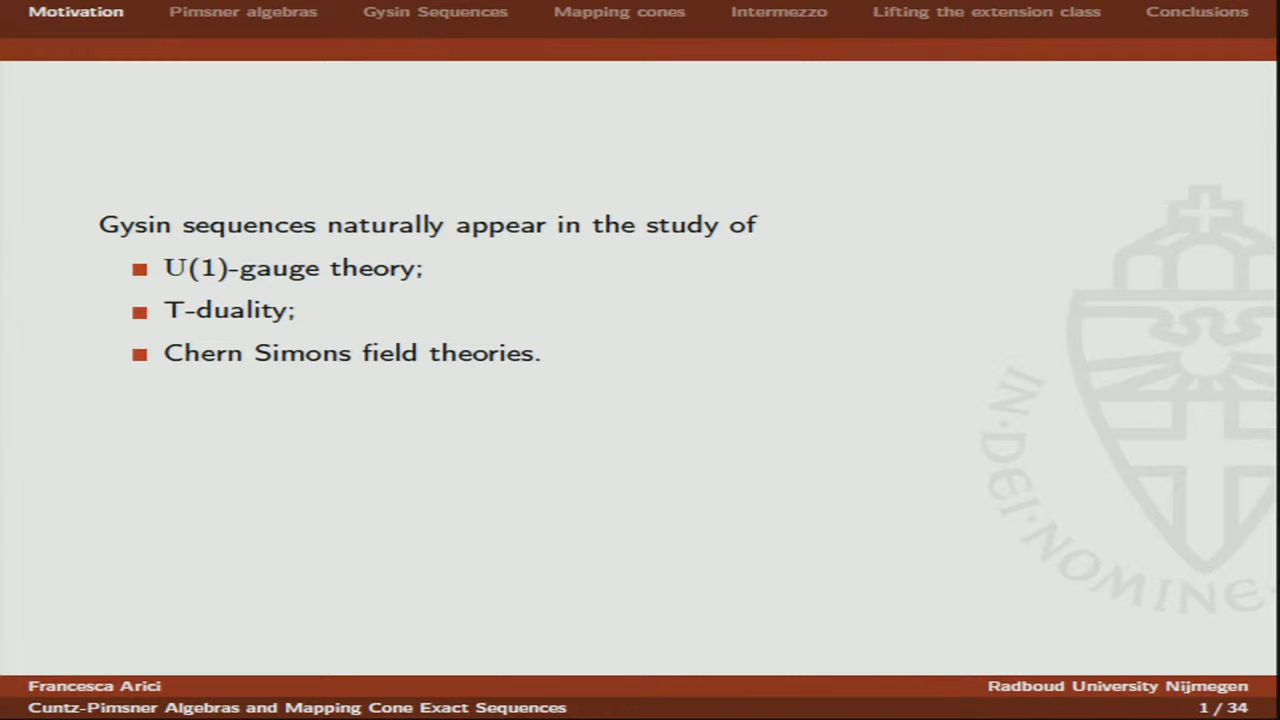 Motivation Pimsner algebras Gysin Sequences Mapping cones Intermezzo Lifting the extension class Conclusions
Gysin sequences naturally appear in the study of
U(1)-gauge theory;
T-duality;
Chern Simons field theories.
IN·DEI·NOMINE·
Francesca Arici Radboud University Nijmegen
Cuntz-Pimsner Algebras and Mapping Cone Exact Sequences 1 / 34